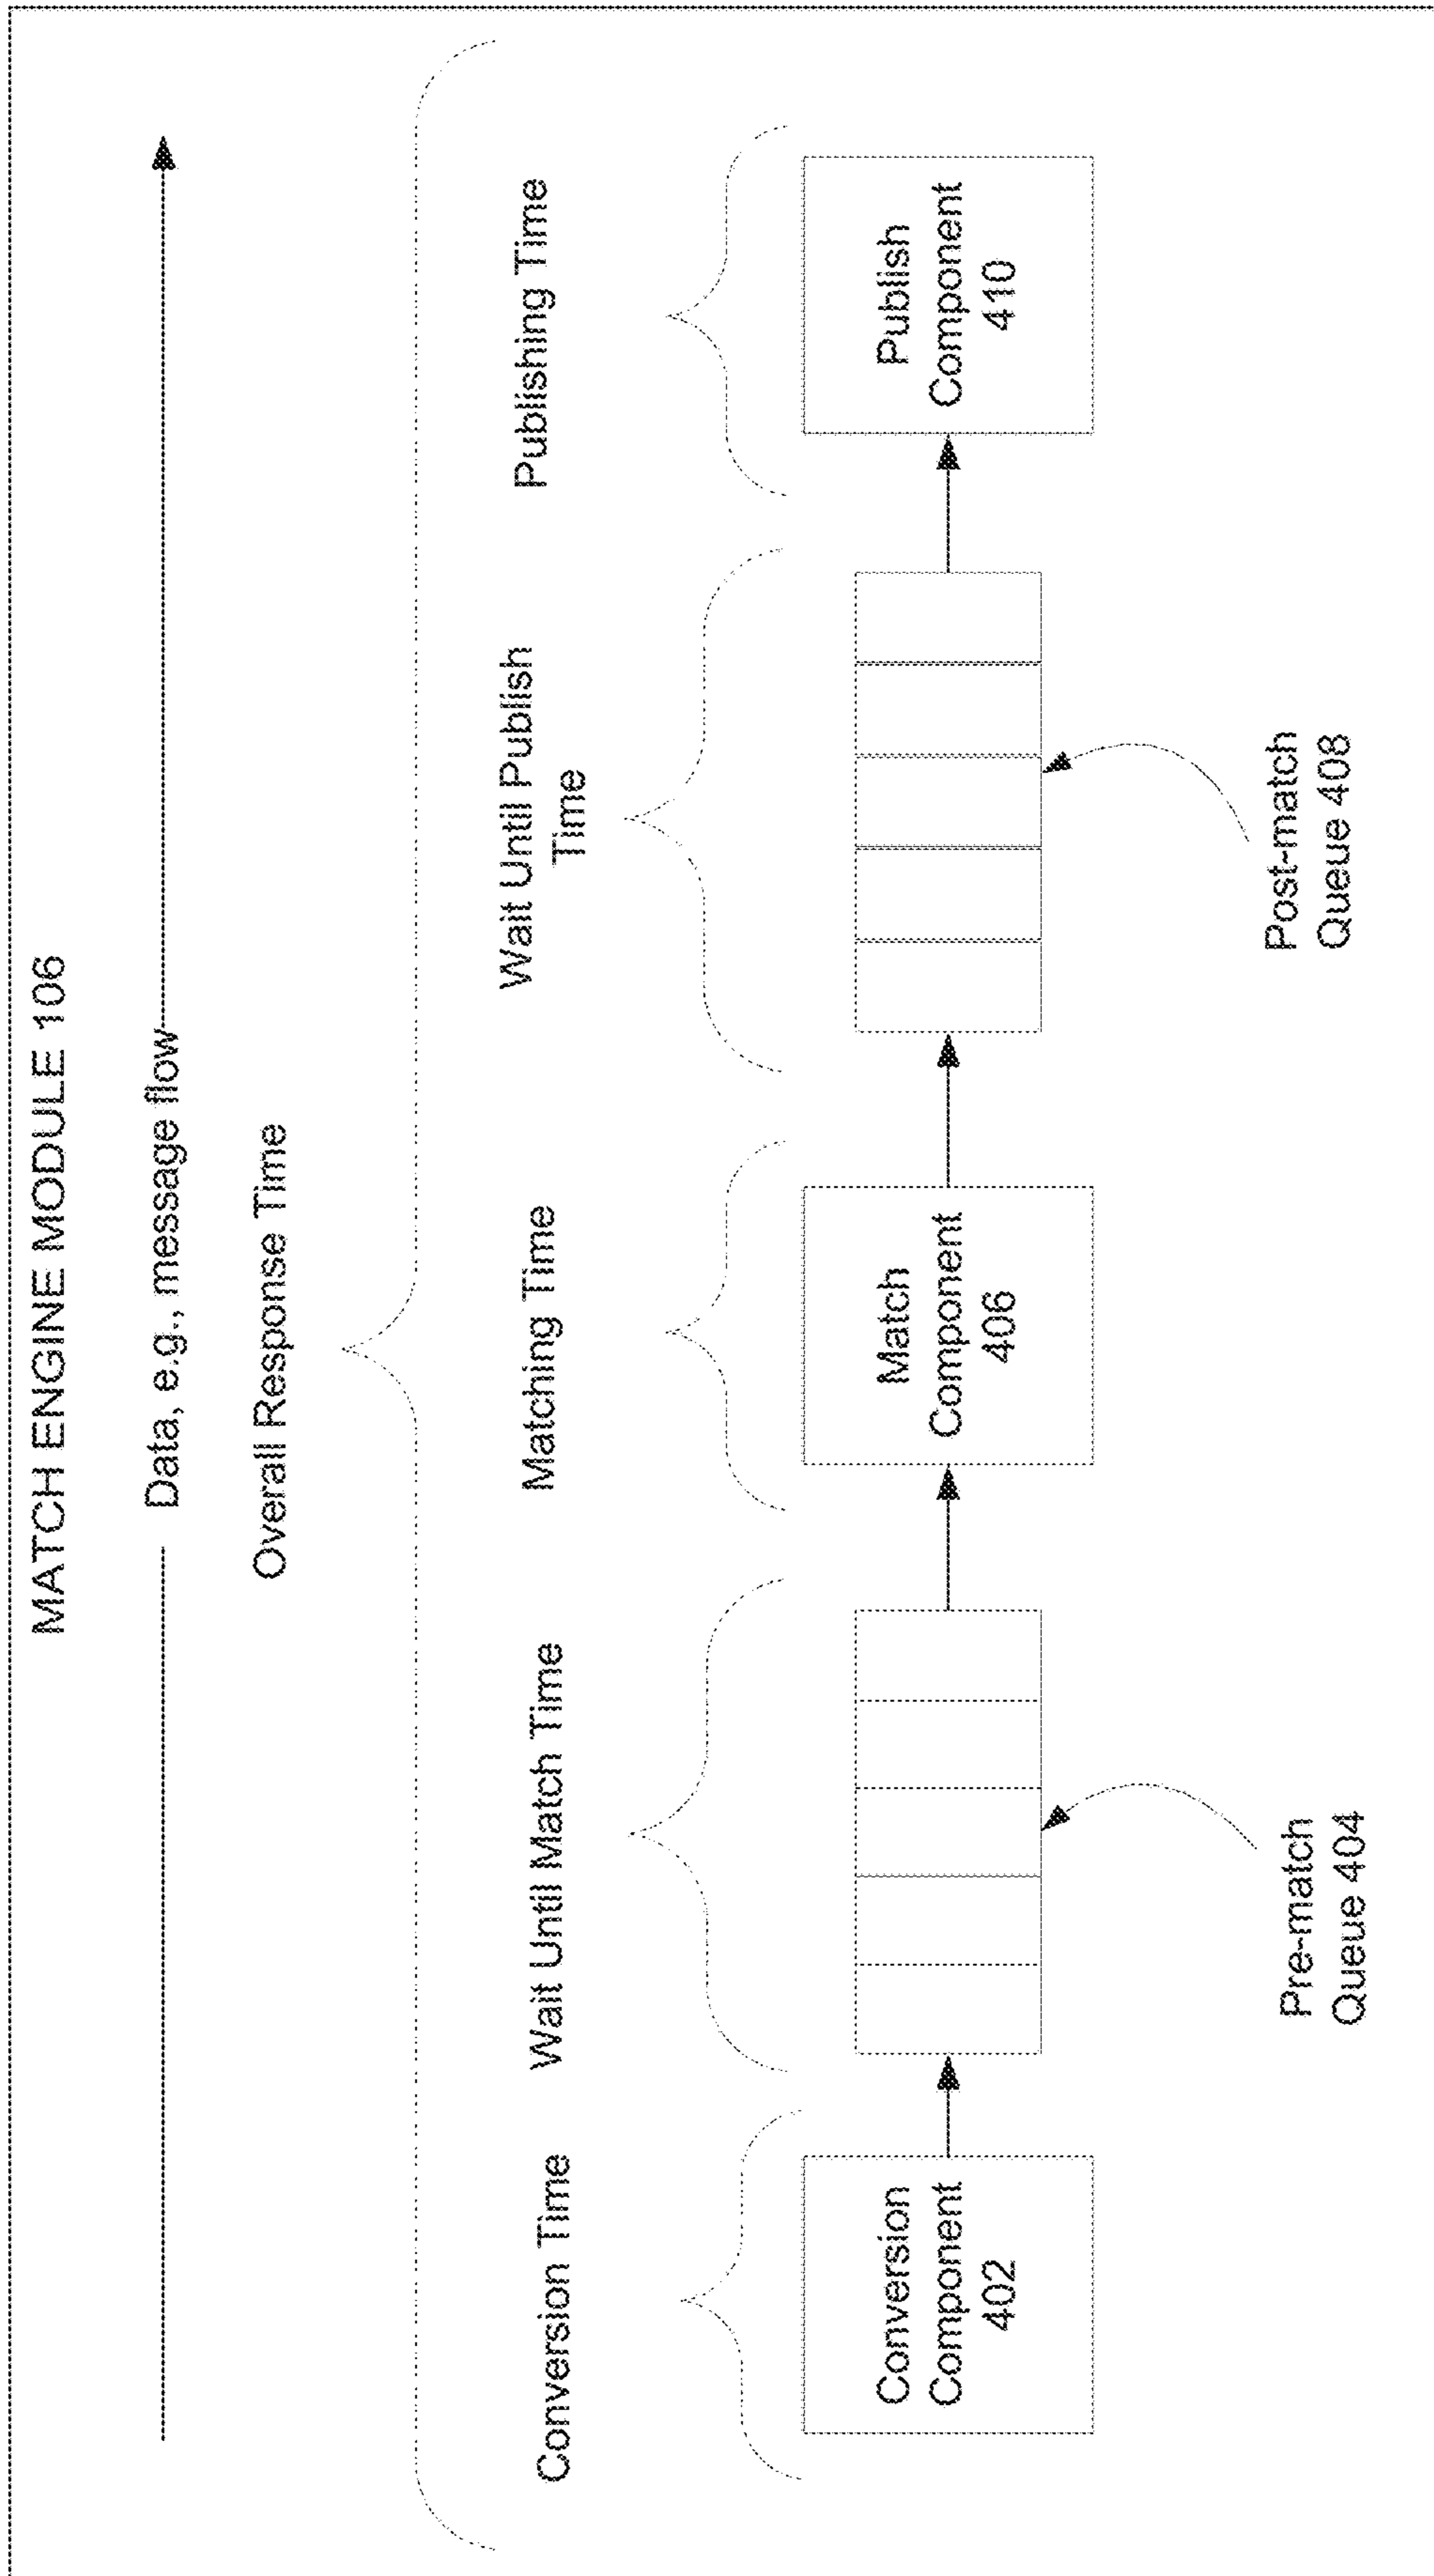 MATCH ENGINE MODULE 106
Data, e.g., message flow
Overall Response Time
Conversion Time
Wait Until Match Time
Matching Time
Wait Until Publish
Time
Publishing Time
Conversion
Component
402
Match
Component
406
Publish
Component
410
Pre-match
Queue 404
Post-match
Queue 408